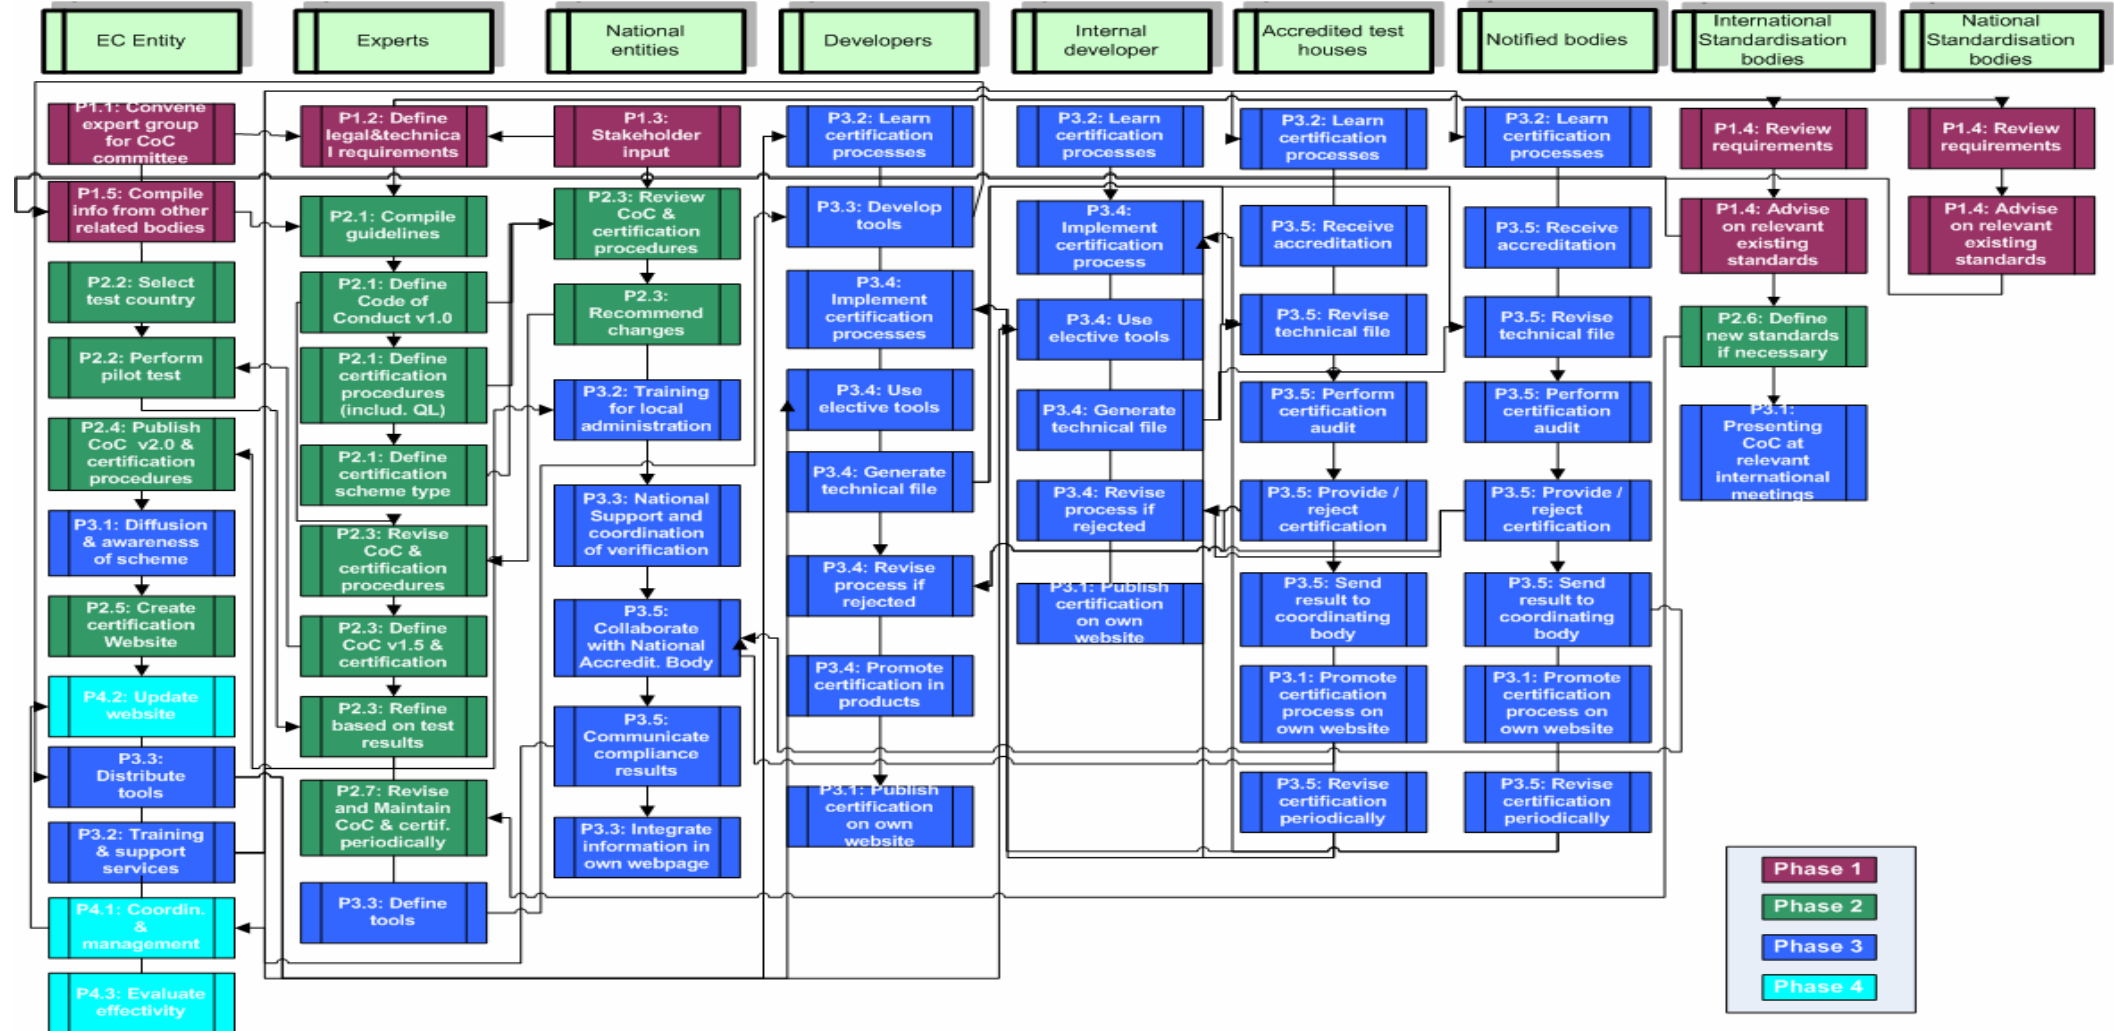 EC Entity
Experts
National
entities
Developers
Internal
developer
Accredited test
houses
Notified bodies
International
Standardisation
bodies
National
Standardisation
bodies
P1.1: Convene
expert group
for CoC
committee
P1.5: Compile
info from other
related bodies
P2.2: Select
test country
P2.2: Perform
pilot test
P2.4: Publish
CoC v2.0 &
certification
procedures
P3.1: Diffusion
& awareness
of scheme
P2.5: Create
certification
Website
P4.2: Update
website
P3.3:
Distribute
tools
P3.2: Training
& support
services
P4.1: Coordin.
&
management
P4.3: Evaluate
effectivity
P1.2: Define
legal&technica
l requirements
P2.1: Compile
guidelines
P2.1: Define
Code of
Conduct v1.0
P2.1: Define
certification
procedures
(includ. QL)
P2.1: Define
certification
scheme type
P2.3: Revise
CoC &
certification
procedures
P2.3: Define
CoC v1.5 &
certification
P2.3: Refine
based on test
results
P2.7: Revise
and Maintain
CoC & certif.
periodically
P3.3: Define
tools
P1.3:
Stakeholder
input
P2.3: Review
CoC &
certification
procedures
P2.3:
Recommend
changes
P3.2: Training
for local
administration
P3.3: National
Support and
coordination
of verification
P3.5:
Collaborate
with National
Accredit. Body
P3.5:
Communicate
compliance
results
P3.3: Integrate
information in
own webpage
P3.2: Learn
certification
processes
P3.3: Develop
tools
P3.4:
Implement
certification
processes
P3.4: Use
elective tools
P3.4: Generate
technical file
P3.4: Revise
process if
rejected
P3.4: Promote
certification in
products
P3.1: Publish
certification
on own
website
P3.2: Learn
certification
processes
P3.4:
Implement
certification
process
P3.4: Use
elective tools
P3.4: Generate
technical file
P3.4: Revise
process if
rejected
P3.1: Publish
certification
on own
website
P3.2: Learn
certification
processes
P3.5: Receive
accreditation
P3.5: Revise
technical file
P3.5: Perform
certification
audit
P3.5: Provide /
reject
certification
P3.5: Send
result to
coordinating
body
P3.1: Promote
certification
process on
own website
P3.5: Revise
certification
periodically
P3.2: Learn
certification
processes
P3.5: Receive
accreditation
P3.5: Revise
technical file
P3.5: Perform
certification
audit
P3.5: Provide /
reject
certification
P3.5: Send
result to
coordinating
body
P3.1: Promote
certification
process on
own website
P3.5: Revise
certification
periodically
P1.4: Review
requirements
P1.4: Advise
on relevant
existing
standards
P2.6: Define
new standards
if necessary
P3.1:
Presenting
CoC at
relevant
international
meetings
P1.4: Review
requirements
P1.4: Advise
on relevant
existing
standards
Phase 1
Phase 2
Phase 3
Phase 4